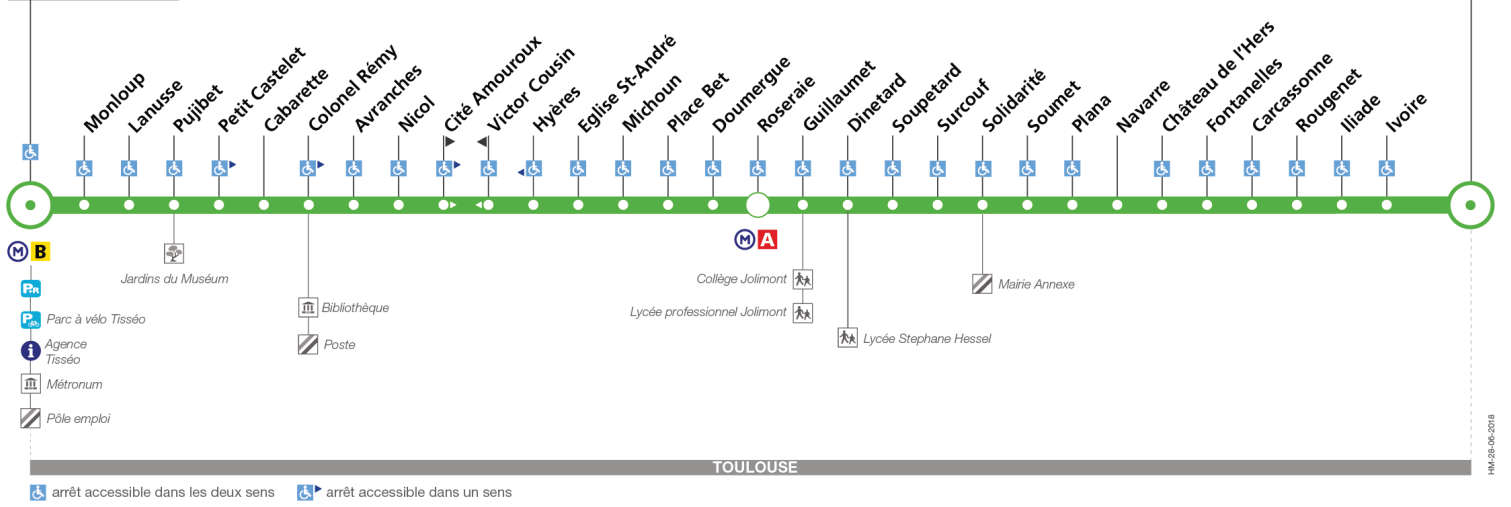 Monloup
Lanusse
Pujibet
Petit Castelet
Cabarette
Colonel Rémy
Avranches
Nicol
Cité Amouroux
Victor Cousin
Hyères
Eglise St-André
Michoun
Place Bet
Doumergue
Roseraie
Guillaumet
Dinetard
Soupetard
Surcouf
Solidarité
Soumet
Plana
Navarre
Château de l'Hers
Fontanelles
Carcassonne
Rougenet
Iliade
Ivoire
M B
M A
P+R
Parc à vélo Tisséo
Agence
Tisséo
Métronum
Pôle emploi
Jardins du Muséum
Bibliothèque
Poste
Collège Jolimont
Lycée professionnel Jolimont
Lycée Stephane Hessel
Mairie Annexe
HM-28-06-2018
TOULOUSE
arrêt accessible dans les deux sens
arrêt accessible dans un sens